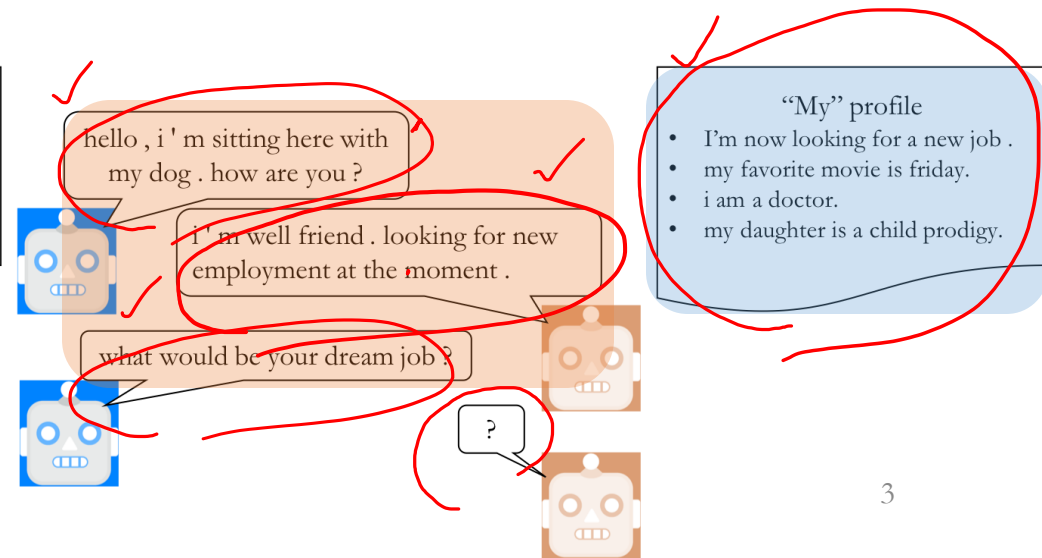 hello , i ' m sitting here with
my dog . how are you ?
i ' m well friend . looking for new
employment at the moment .
what would be your dream job ?
?
“My” profile
• I’m now looking for a new job .
• my favorite movie is friday.
• i am a doctor.
• my daughter is a child prodigy.
3